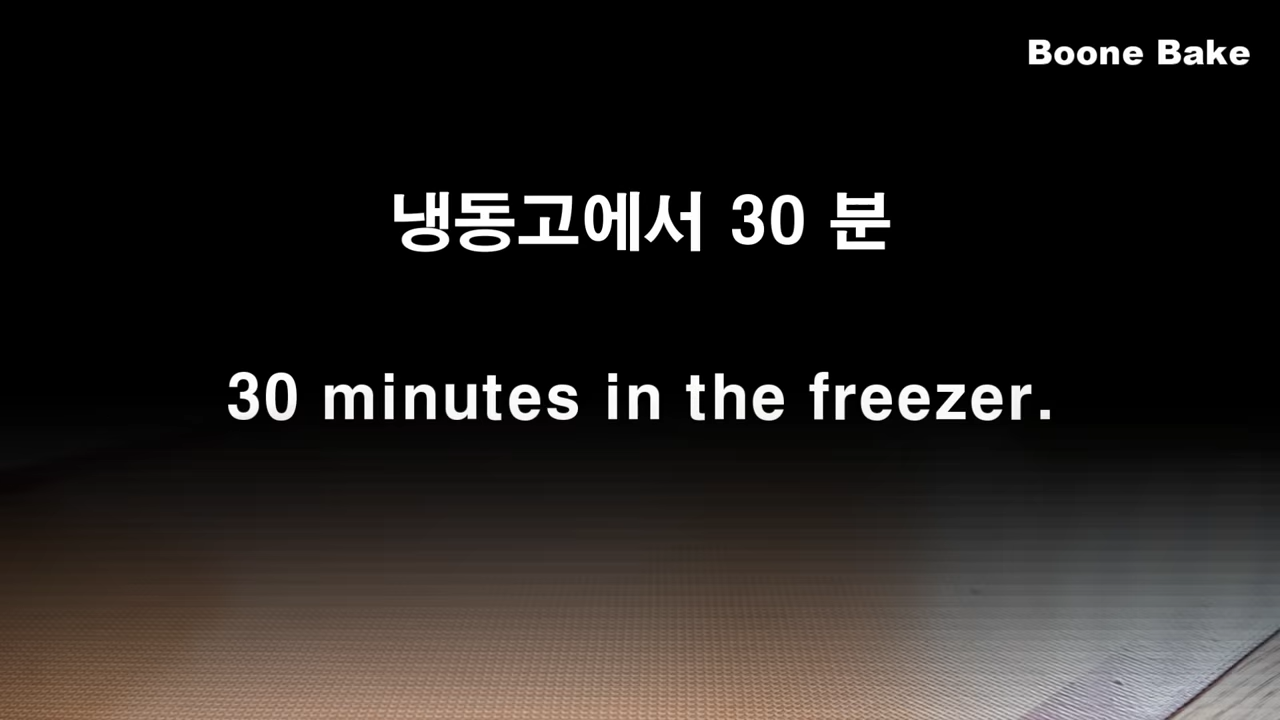 Boone Bake
냉동고에서 30 분
30 minutes in the freezer.